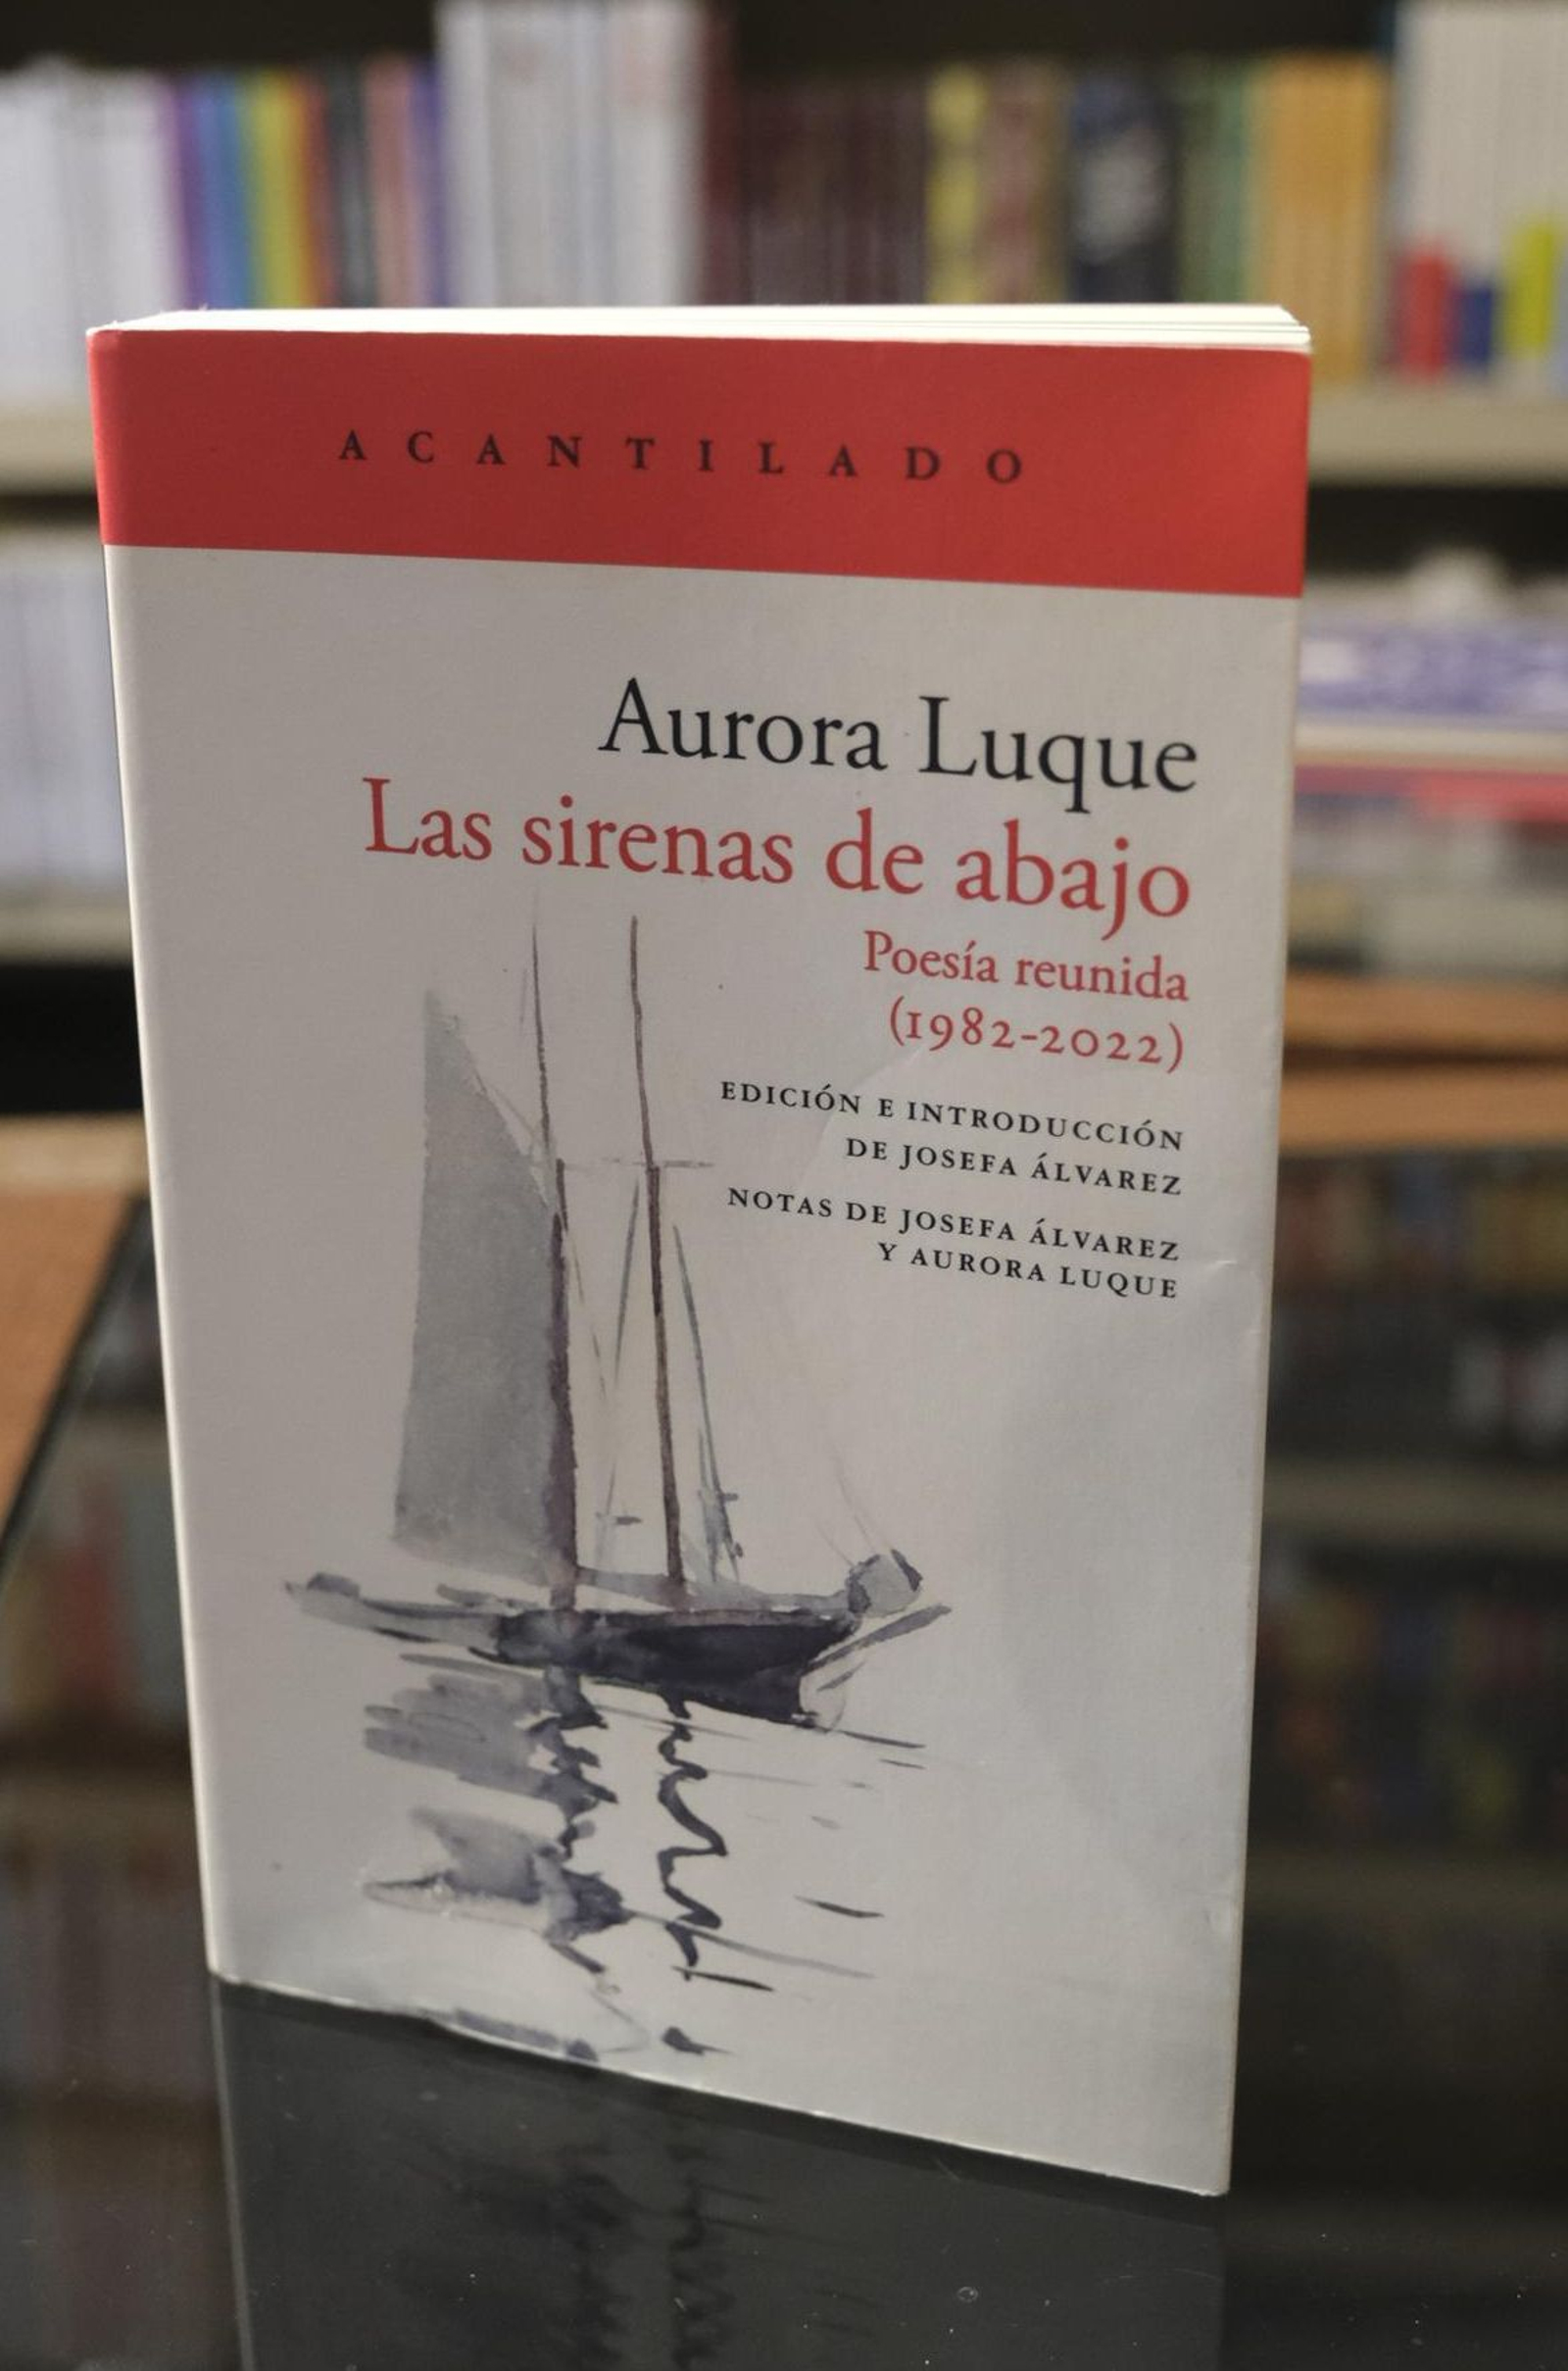 ACANTILADO
Aurora Luque
Las sirenas de abajo
Poesía reunida
(1982-2022)
EDICIÓN E INTRODUCCIÓN
DE JOSEFA ÁLVAREZ
NOTAS DE JOSEFA ÁLVAREZ
Y AURORA LUQUE